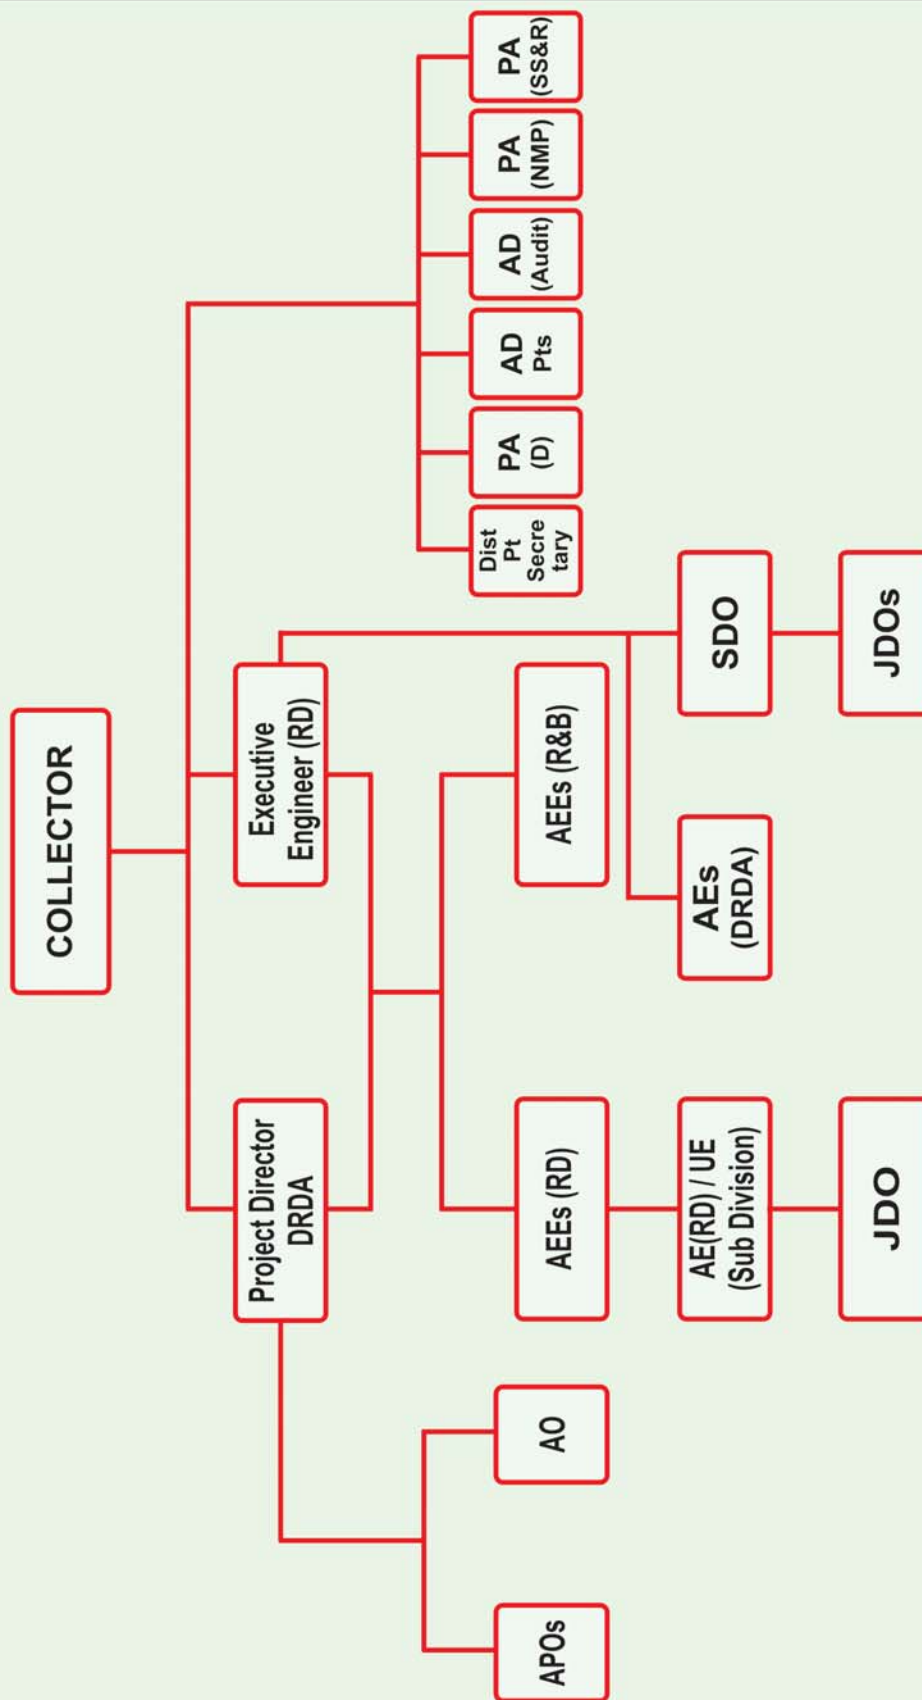 COLLECTOR
Project Director
DRDA
Executive
Engineer (RD)
APOs
AO
AEEs (RD)
AEEs (R&B)
Dist
Pt
Secre
tary
PA
(D)
AD
Pts
AD
(Audit)
PA
(NMP)
PA
(SS&R)
AE(RD) / UE
(Sub Division)
AEs
(DRDA)
SDO
JDO
JDOs